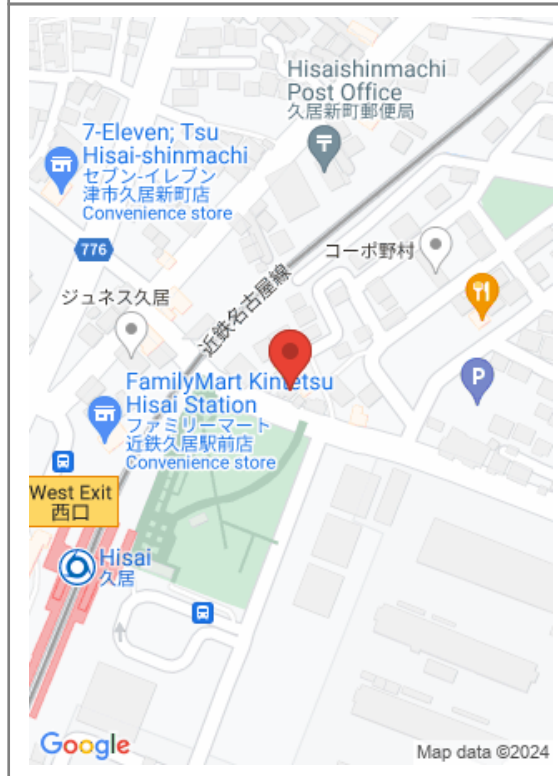 Hisaishinmachi
Post Office
久居新町郵便局
7-Eleven; Tsu
Hisai-shinmachi
セブン-イレブン
津市久居新町店
Convenience store
776
コーポ野村
ジュネス久居
近鉄名古屋線
P
FamilyMart Kintetsu
Hisai Station
ファミリーマート
近鉄久居駅前店
Convenience store
West Exit
西口
Hisai
久居
Google
Map data ©2024